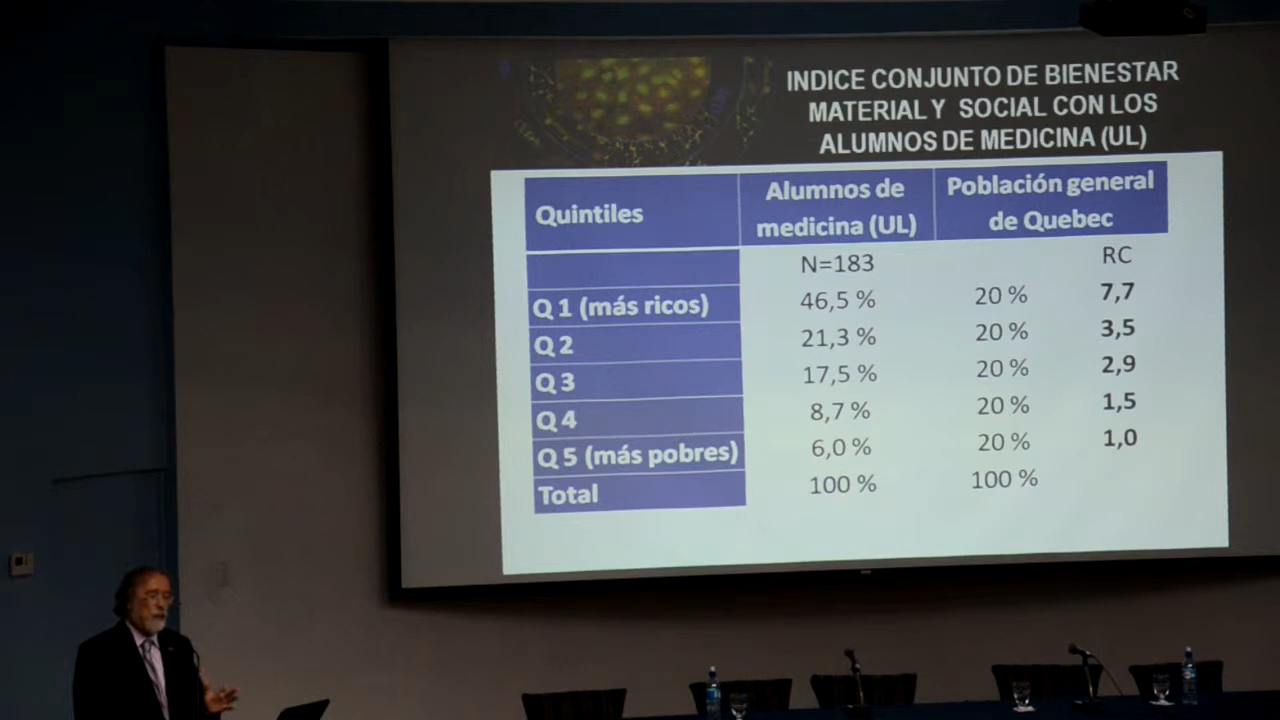 INDICE CONJUNTO DE BIENESTAR
MATERIAL Y SOCIAL CON LOS
ALUMNOS DE MEDICINA (UL)
Quintiles Alumnos de medicina (UL) Población general de Quebec
N=183 RC
Q 1 (más ricos) 46,5 % 20 % 7,7
Q 2 21,3 % 20 % 3,5
Q 3 17,5 % 20 % 2,9
Q 4 8,7 % 20 % 1,5
Q 5 (más pobres) 6,0 % 20 % 1,0
Total 100 % 100 %